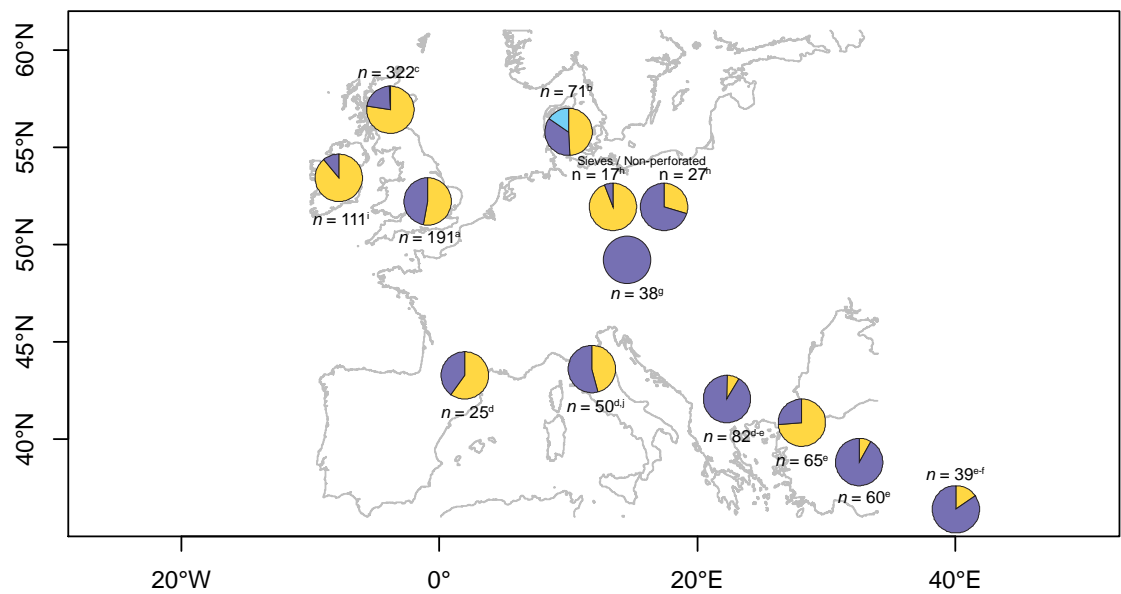 60°N
55°N
50°N
45°N
40°N
n = 322ᶜ
n = 71ᵇ
Sieves / Non-perforated
n = 17ʰ
n = 27ʰ
n = 111ⁱ
n = 191ᵃ
n = 38ᵍ
n = 25ᵈ
n = 50ᵈ,ʲ
n = 82ᵈ⁻ᵉ
n = 65ᵉ
n = 60ᵉ
n = 39ᵉ⁻ᶠ
20°W
0°
20°E
40°E